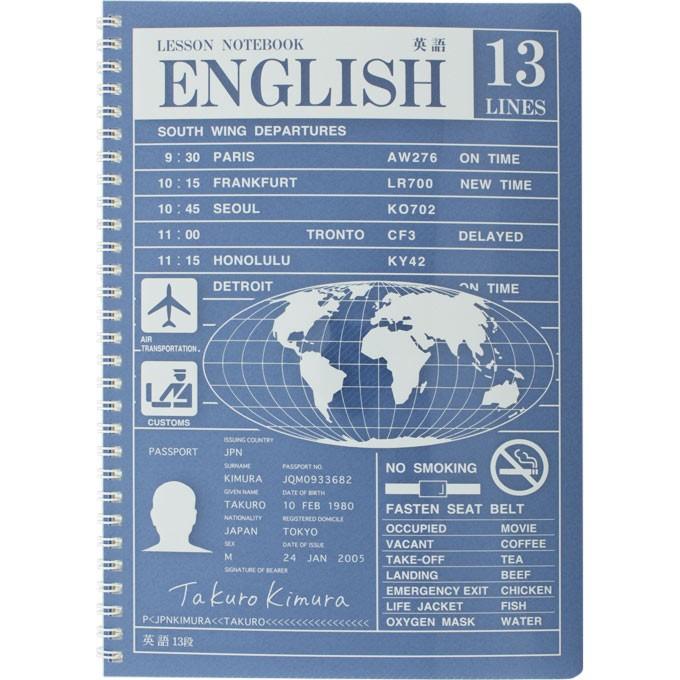 LESSON NOTEBOOK 英語
ENGLISH
13
LINES
SOUTH WING DEPARTURES
9:30 PARIS AW276 ON TIME
10:15 FRANKFURT LR700 NEW TIME
10:45 SEOUL KO702
11:00 TRONTO CF3 DELAYED
11:15 HONOLULU KY42
DETROIT ON TIME
AIR
TRANSPORTATION
CUSTOMS
PASSPORT
ISSUING COUNTRY
JPN
SURNAME PASSPORT NO.
KIMURA JQM0933682
GIVEN NAME DATE OF BIRTH
TAKURO 10 FEB 1980
NATIONALITY REGISTERED DOMICILE
JAPAN TOKYO
SEX DATE OF ISSUE
M 24 JAN 2005
SIGNATURE OF BEARER
Takuro Kimura
P<JPNKIMURA<<TAKURO<<<<<<<<<<<<<<<<<<
NO SMOKING
FASTEN SEAT BELT
OCCUPIED MOVIE
VACANT COFFEE
TAKE-OFF TEA
LANDING BEEF
EMERGENCY EXIT CHICKEN
LIFE JACKET FISH
OXYGEN MASK WATER
英語13段